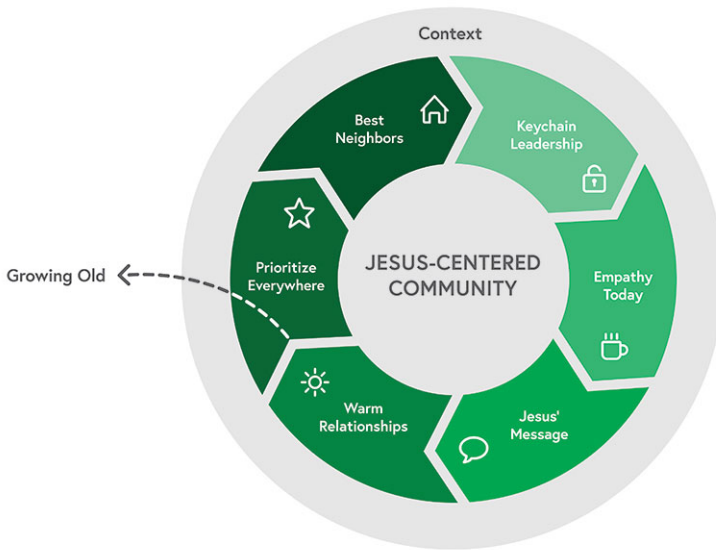 Context
Best
Neighbors
Keychain
Leadership
Growing Old
Prioritize
Everywhere
JESUS-CENTERED
COMMUNITY
Empathy
Today
Warm
Relationships
Jesus'
Message